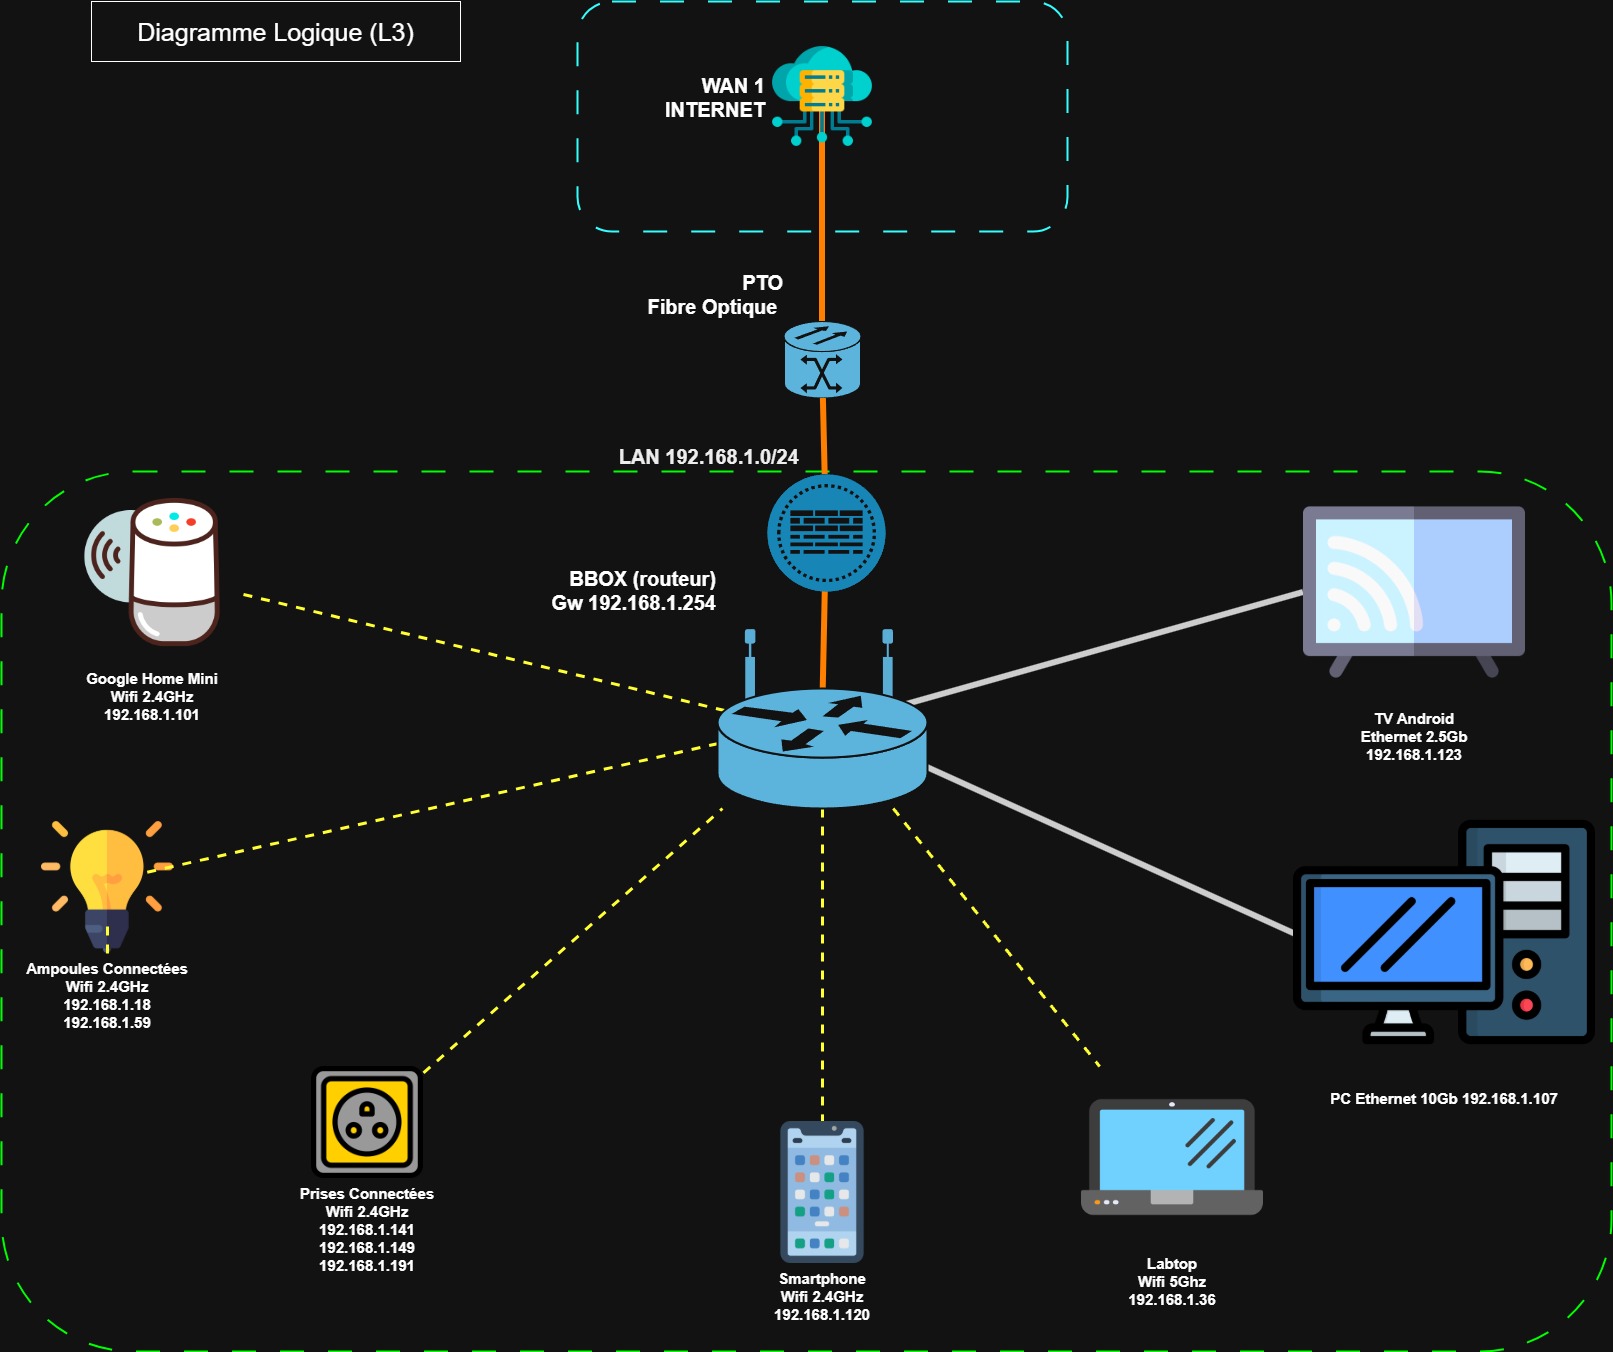 Diagramme Logique (L3)
WAN 1
INTERNET
PTO
Fibre Optique
LAN 192.168.1.0/24
BBOX (routeur)
Gw 192.168.1.254
Google Home Mini
Wifi 2.4GHz
192.168.1.101
TV Android
Ethernet 2.5Gb
192.168.1.123
Ampoules Connectées
Wifi 2.4GHz
192.168.1.18
192.168.1.59
PC Ethernet 10Gb 192.168.1.107
Prises Connectées
Wifi 2.4GHz
192.168.1.141
192.168.1.149
192.168.1.191
Smartphone
Wifi 2.4GHz
192.168.1.120
Labtop
Wifi 5Ghz
192.168.1.36